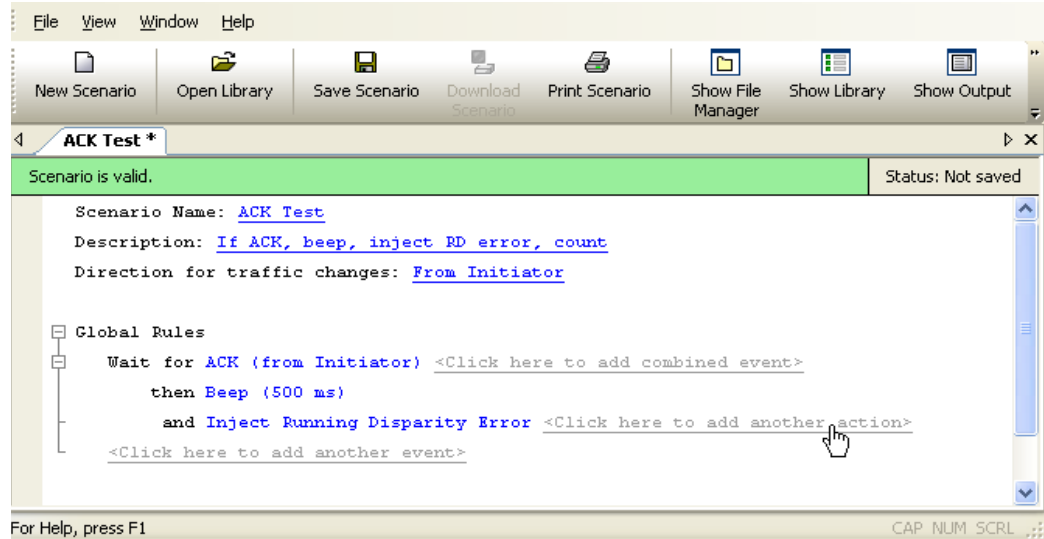 File View Window Help
New Scenario Open Library Save Scenario Download Scenario Print Scenario Show File Manager Show Library Show Output
ACK Test *
Scenario is valid. Status: Not saved
Scenario Name: ACK Test
Description: If ACK, beep, inject RD error, count
Direction for traffic changes: From Initiator
Global Rules
Wait for ACK (from Initiator) <Click here to add combined event>
then Beep (500 ms)
and Inject Running Disparity Error <Click here to add another action>
<Click here to add another event>
For Help, press F1 CAP NUM SCRL